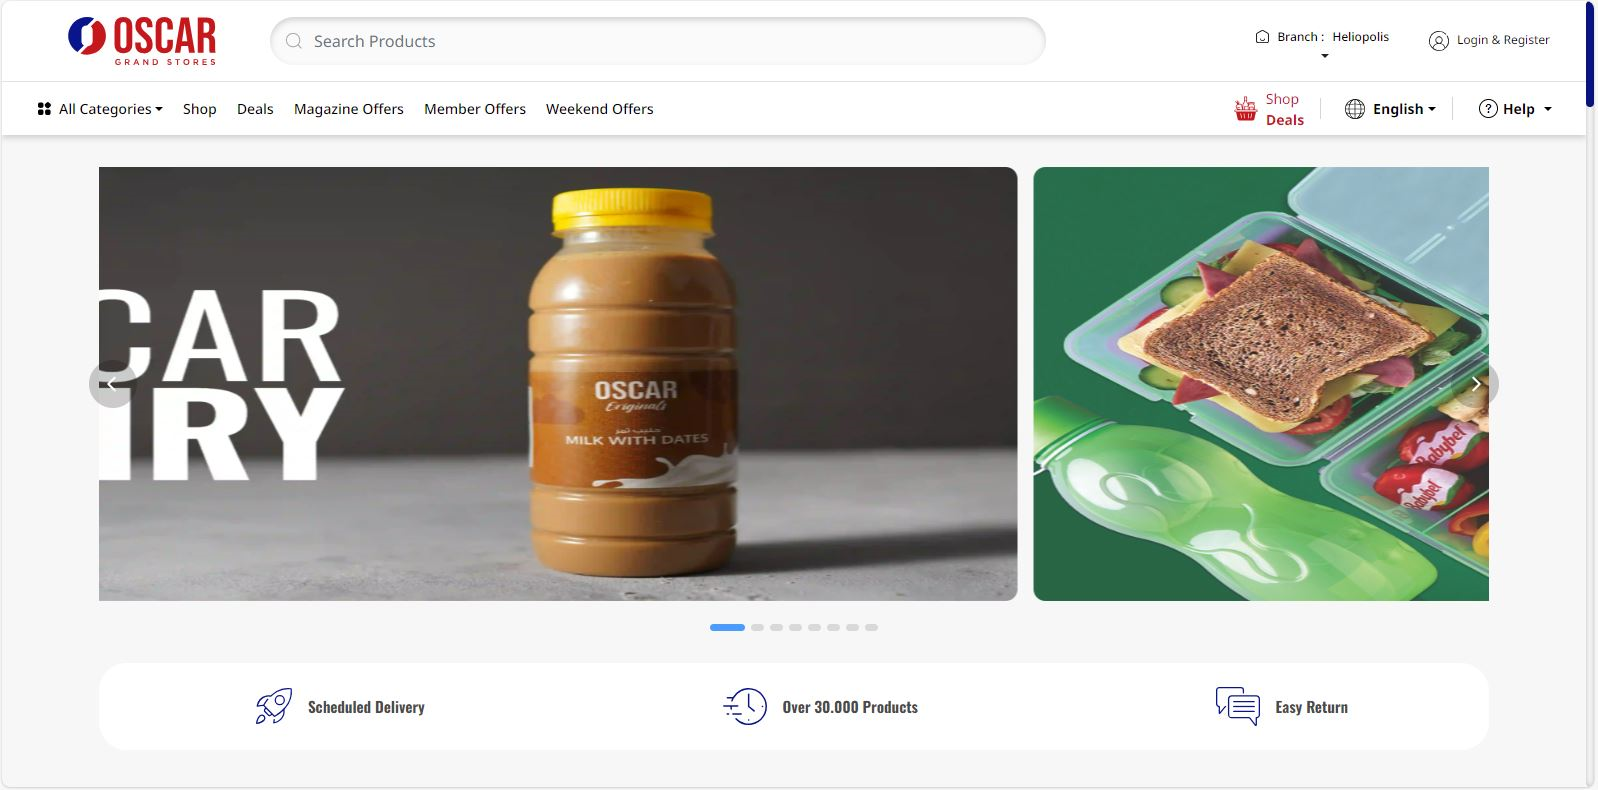 OSCAR
GRAND STORES
Search Products
Branch : Heliopolis
Login & Register
All Categories
Shop
Deals
Magazine Offers
Member Offers
Weekend Offers
Shop
Deals
English
? Help
CAR
IRY
OSCAR
Originals
حليب تمر
MILK WITH DATES
Babybel
Babybel
Scheduled Delivery
Over 30.000 Products
Easy Return